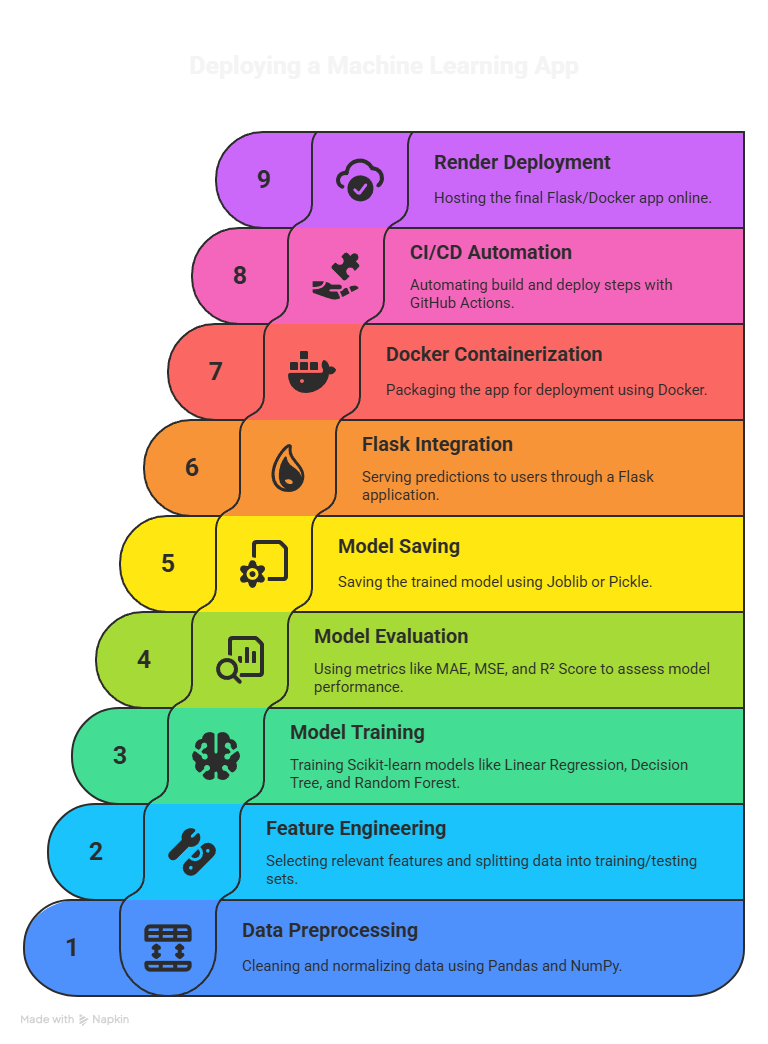 Deploying a Machine Learning App
9
Render Deployment
Hosting the final Flask/Docker app online.
8
CI/CD Automation
Automating build and deploy steps with
GitHub Actions.
7
Docker Containerization
Packaging the app for deployment using Docker.
6
Flask Integration
Serving predictions to users through a Flask
application.
5
Model Saving
Saving the trained model using Joblib or Pickle.
4
Model Evaluation
Using metrics like MAE, MSE, and R² Score to assess model
performance.
3
Model Training
Training Scikit-learn models like Linear Regression, Decision
Tree, and Random Forest.
2
Feature Engineering
Selecting relevant features and splitting data into training/testing
sets.
1
Data Preprocessing
Cleaning and normalizing data using Pandas and NumPy.
Made with Napkin